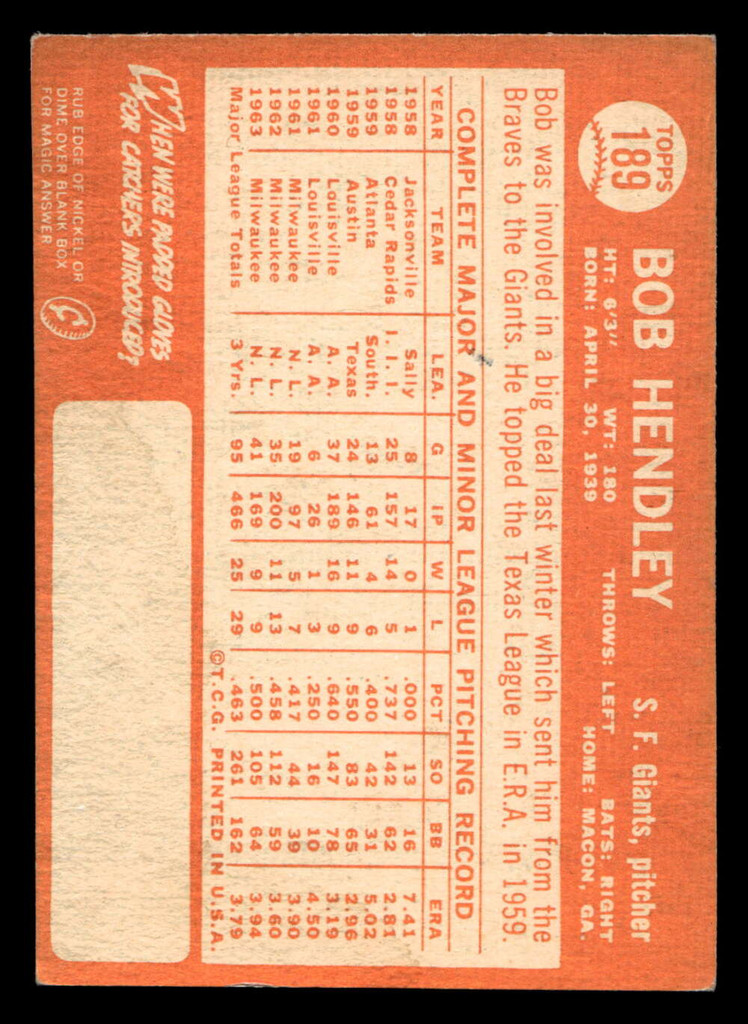 TOPPS
189
BOB HENDLEY S. F. Giants, pitcher
HT: 6'3" WT: 180 THROWS: LEFT BATS: RIGHT
BORN: APRIL 30, 1939 HOME: MACON, GA.
Bob was involved in a big deal last winter which sent him from the
Braves to the Giants. He topped the Texas League in E.R.A. in 1959.
COMPLETE MAJOR AND MINOR LEAGUE PITCHING RECORD
YEAR TEAM LEA. G IP W L PCT SO BB ERA
1958 Jacksonville Sally 8 17 0 1 .000 13 16 7.41
1958 Cedar Rapids I. I. I. 25 157 14 5 .737 142 62 2.81
1959 Atlanta South. 13 61 4 6 .400 42 31 5.02
1959 Austin Texas 24 146 11 9 .550 83 65 2.96
1960 Louisville A. A. 37 189 16 9 .640 147 78 3.19
1961 Louisville A. A. 6 26 1 3 .250 16 10 4.50
1961 Milwaukee N. L. 19 97 5 7 .417 44 39 3.90
1962 Milwaukee N. L. 35 200 11 13 .458 112 59 3.60
1963 Milwaukee N. L. 41 169 9 9 .500 105 64 3.94
Major League Totals 3 Yrs. 95 466 25 29 .463 261 162 3.79
©T.C.G. PRINTED IN U.S.A.
WHEN WERE PADDED GLOVES
FOR CATCHERS INTRODUCED?
RUB EDGE OF NICKEL OR
DIME OVER BLANK BOX
FOR MAGIC ANSWER